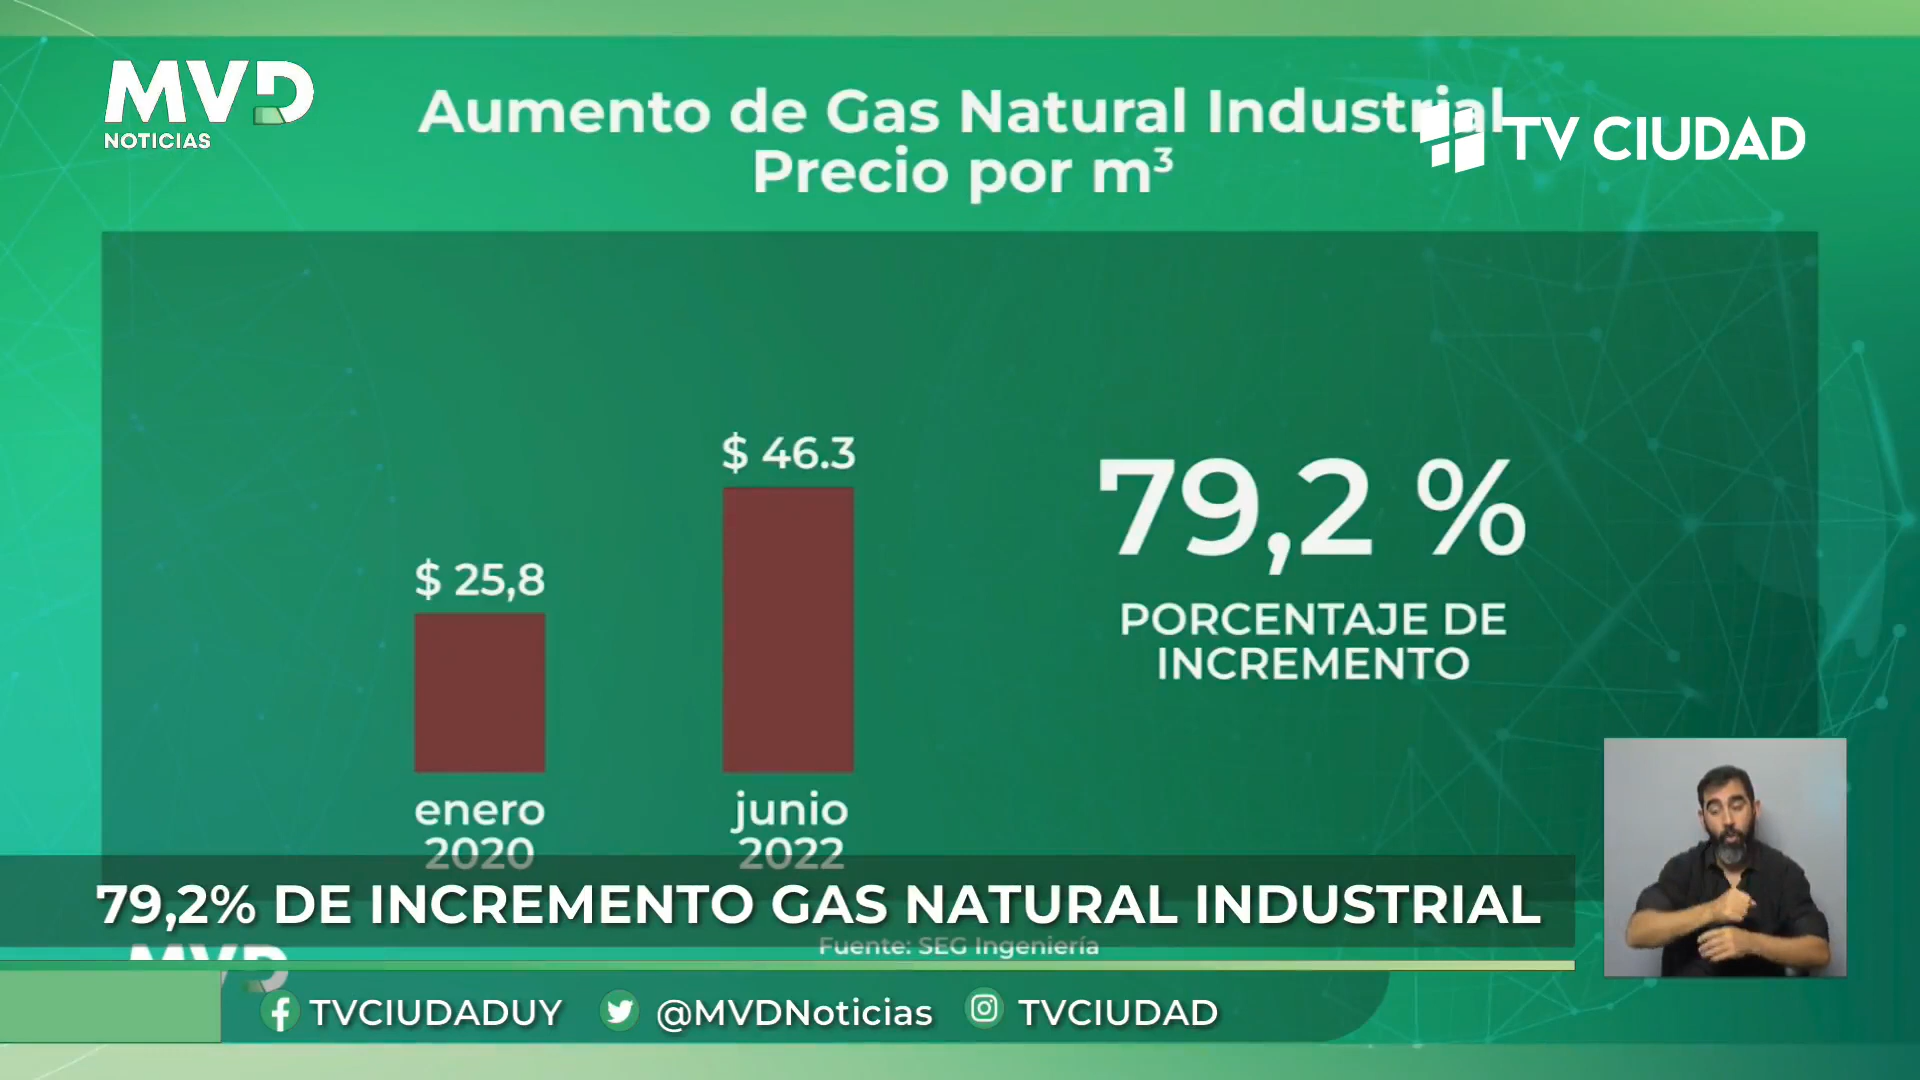 MVD
NOTICIAS
Aumento de Gas Natural Industrial
Precio por m³
TV CIUDAD
$ 25,8
$ 46.3
79,2 %
PORCENTAJE DE
INCREMENTO
enero
2020
junio
2022
79,2% DE INCREMENTO GAS NATURAL INDUSTRIAL
Fuente: SEG Ingeniería
MVD
TVCIUDADUY
@MVDNoticias
TVCIUDAD